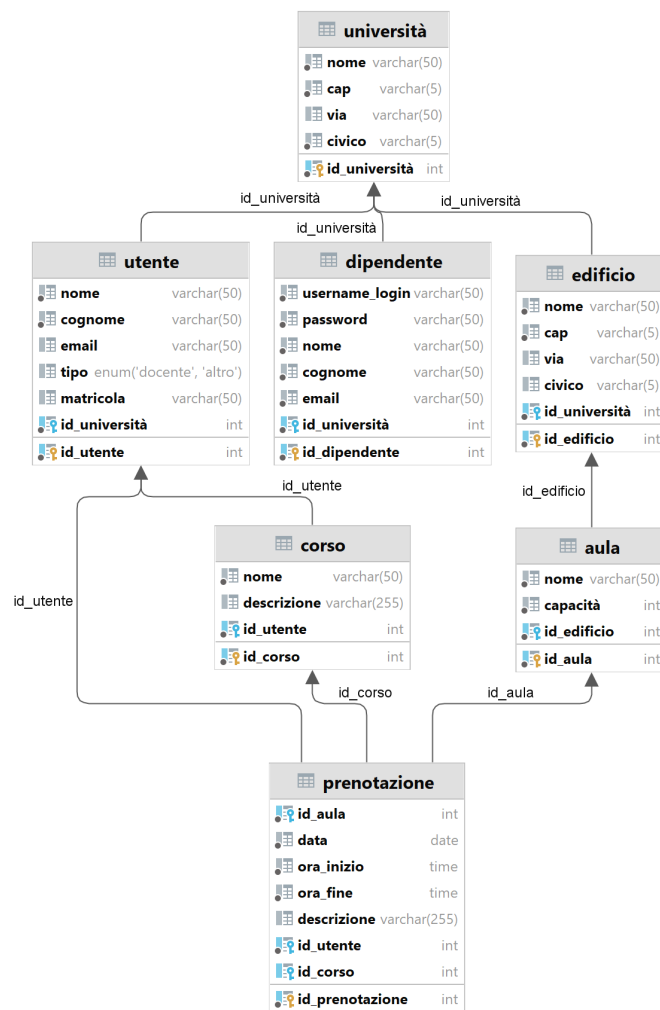 università
nome varchar(50)
cap varchar(5)
via varchar(50)
civico varchar(5)
id_università int
id_università
id_università
id_università
utente
nome varchar(50)
cognome varchar(50)
email varchar(50)
tipo enum('docente', 'altro')
matricola varchar(50)
id_università int
id_utente int
dipendente
username_login varchar(50)
password varchar(50)
nome varchar(50)
cognome varchar(50)
email varchar(50)
id_università int
id_dipendente int
edificio
nome varchar(50)
cap varchar(5)
via varchar(50)
civico varchar(5)
id_università int
id_edificio int
id_utente
id_edificio
id_utente
corso
nome varchar(50)
descrizione varchar(255)
id_utente int
id_corso int
aula
nome varchar(50)
capacità int
id_edificio int
id_aula int
id_corso
id_aula
prenotazione
id_aula int
data date
ora_inizio time
ora_fine time
descrizione varchar(255)
id_utente int
id_corso int
id_prenotazione int